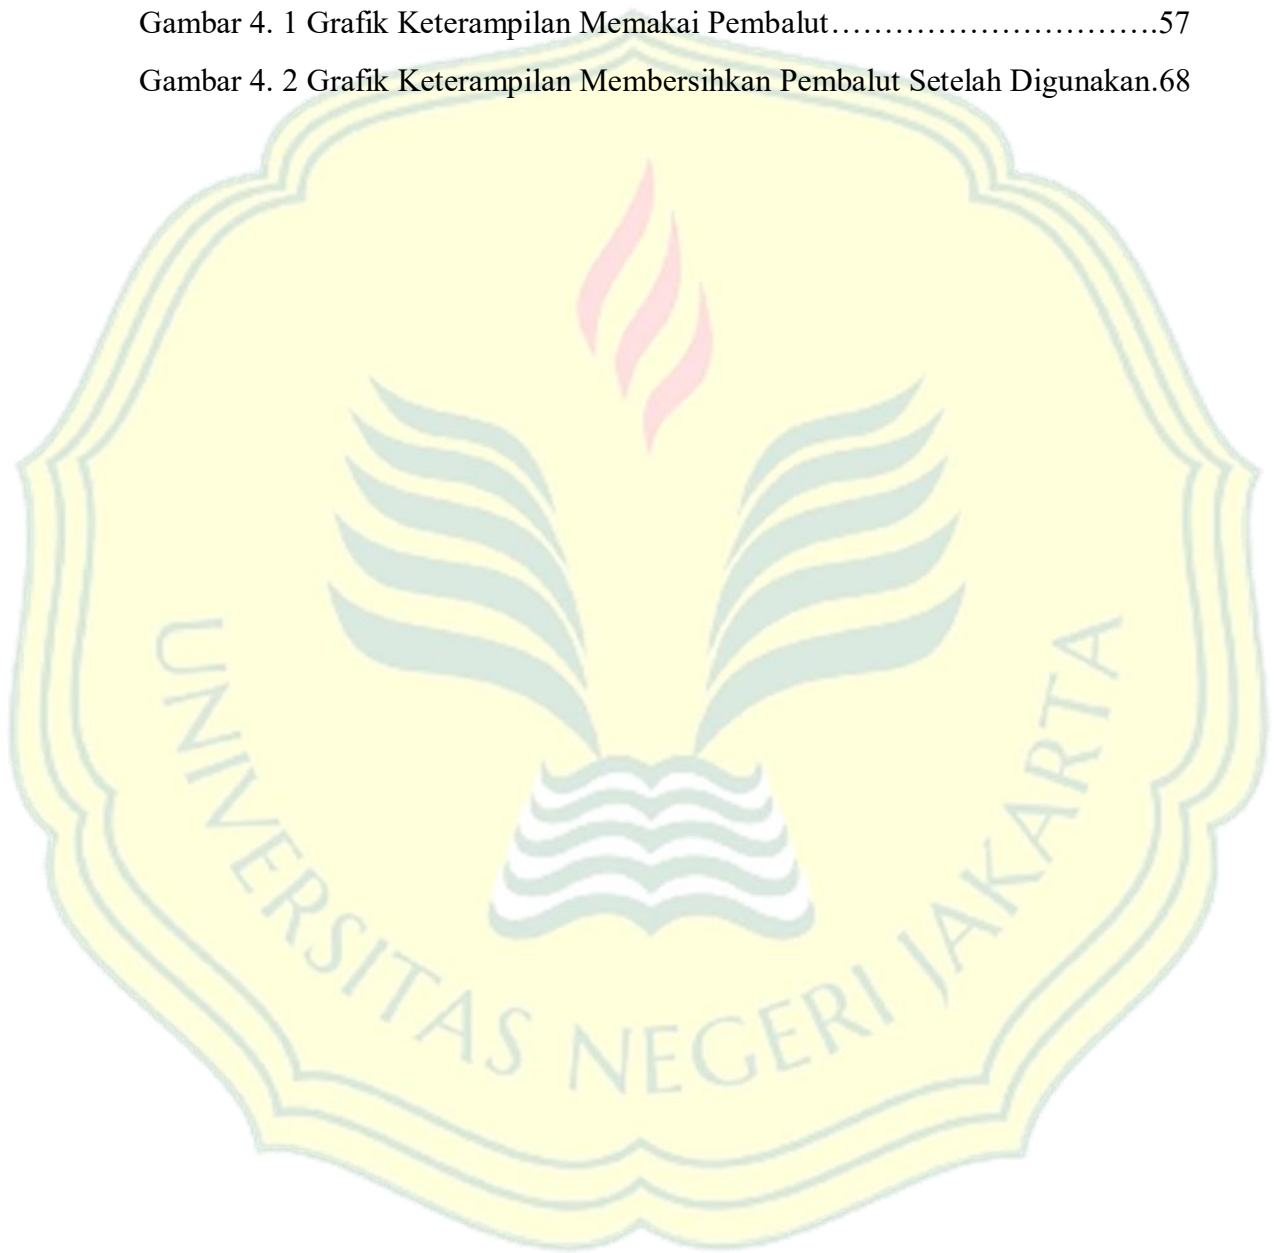 Gambar 4. 1 Grafik Keterampilan Memakai Pembalut………………………….57
Gambar 4. 2 Grafik Keterampilan Membersihkan Pembalut Setelah Digunakan.68
UNIVERSITAS NEGERI JAKARTA